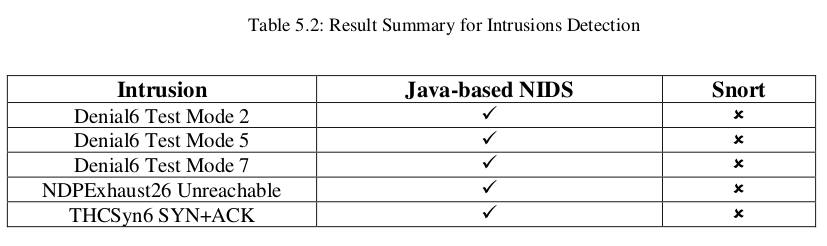 Table 5.2: Result Summary for Intrusions Detection
Intrusion Java-based NIDS Snort
Denial6 Test Mode 2 ✓ ×
Denial6 Test Mode 5 ✓ ×
Denial6 Test Mode 7 ✓ ×
NDPExhaust26 Unreachable ✓ ×
THCSyn6 SYN+ACK ✓ ×